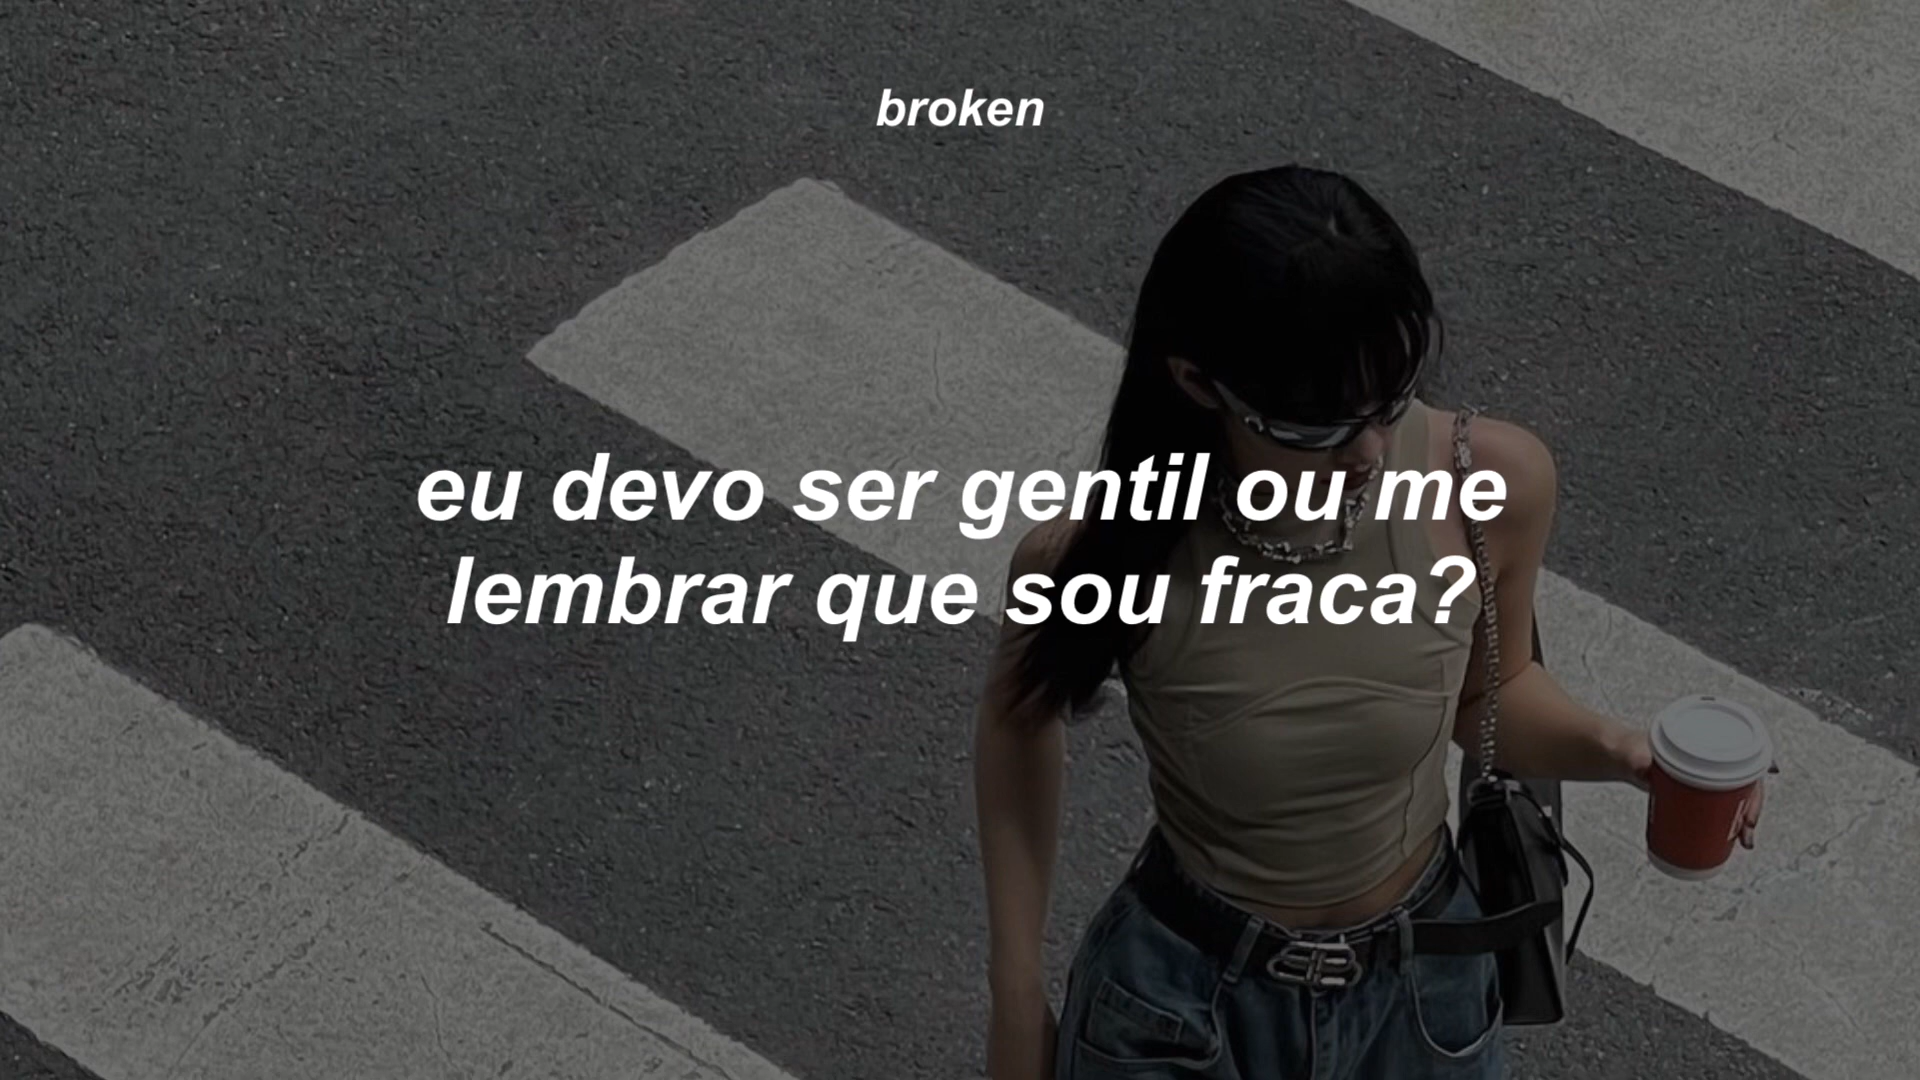 broken
eu devo ser gentil ou me
lembrar que sou fraca?